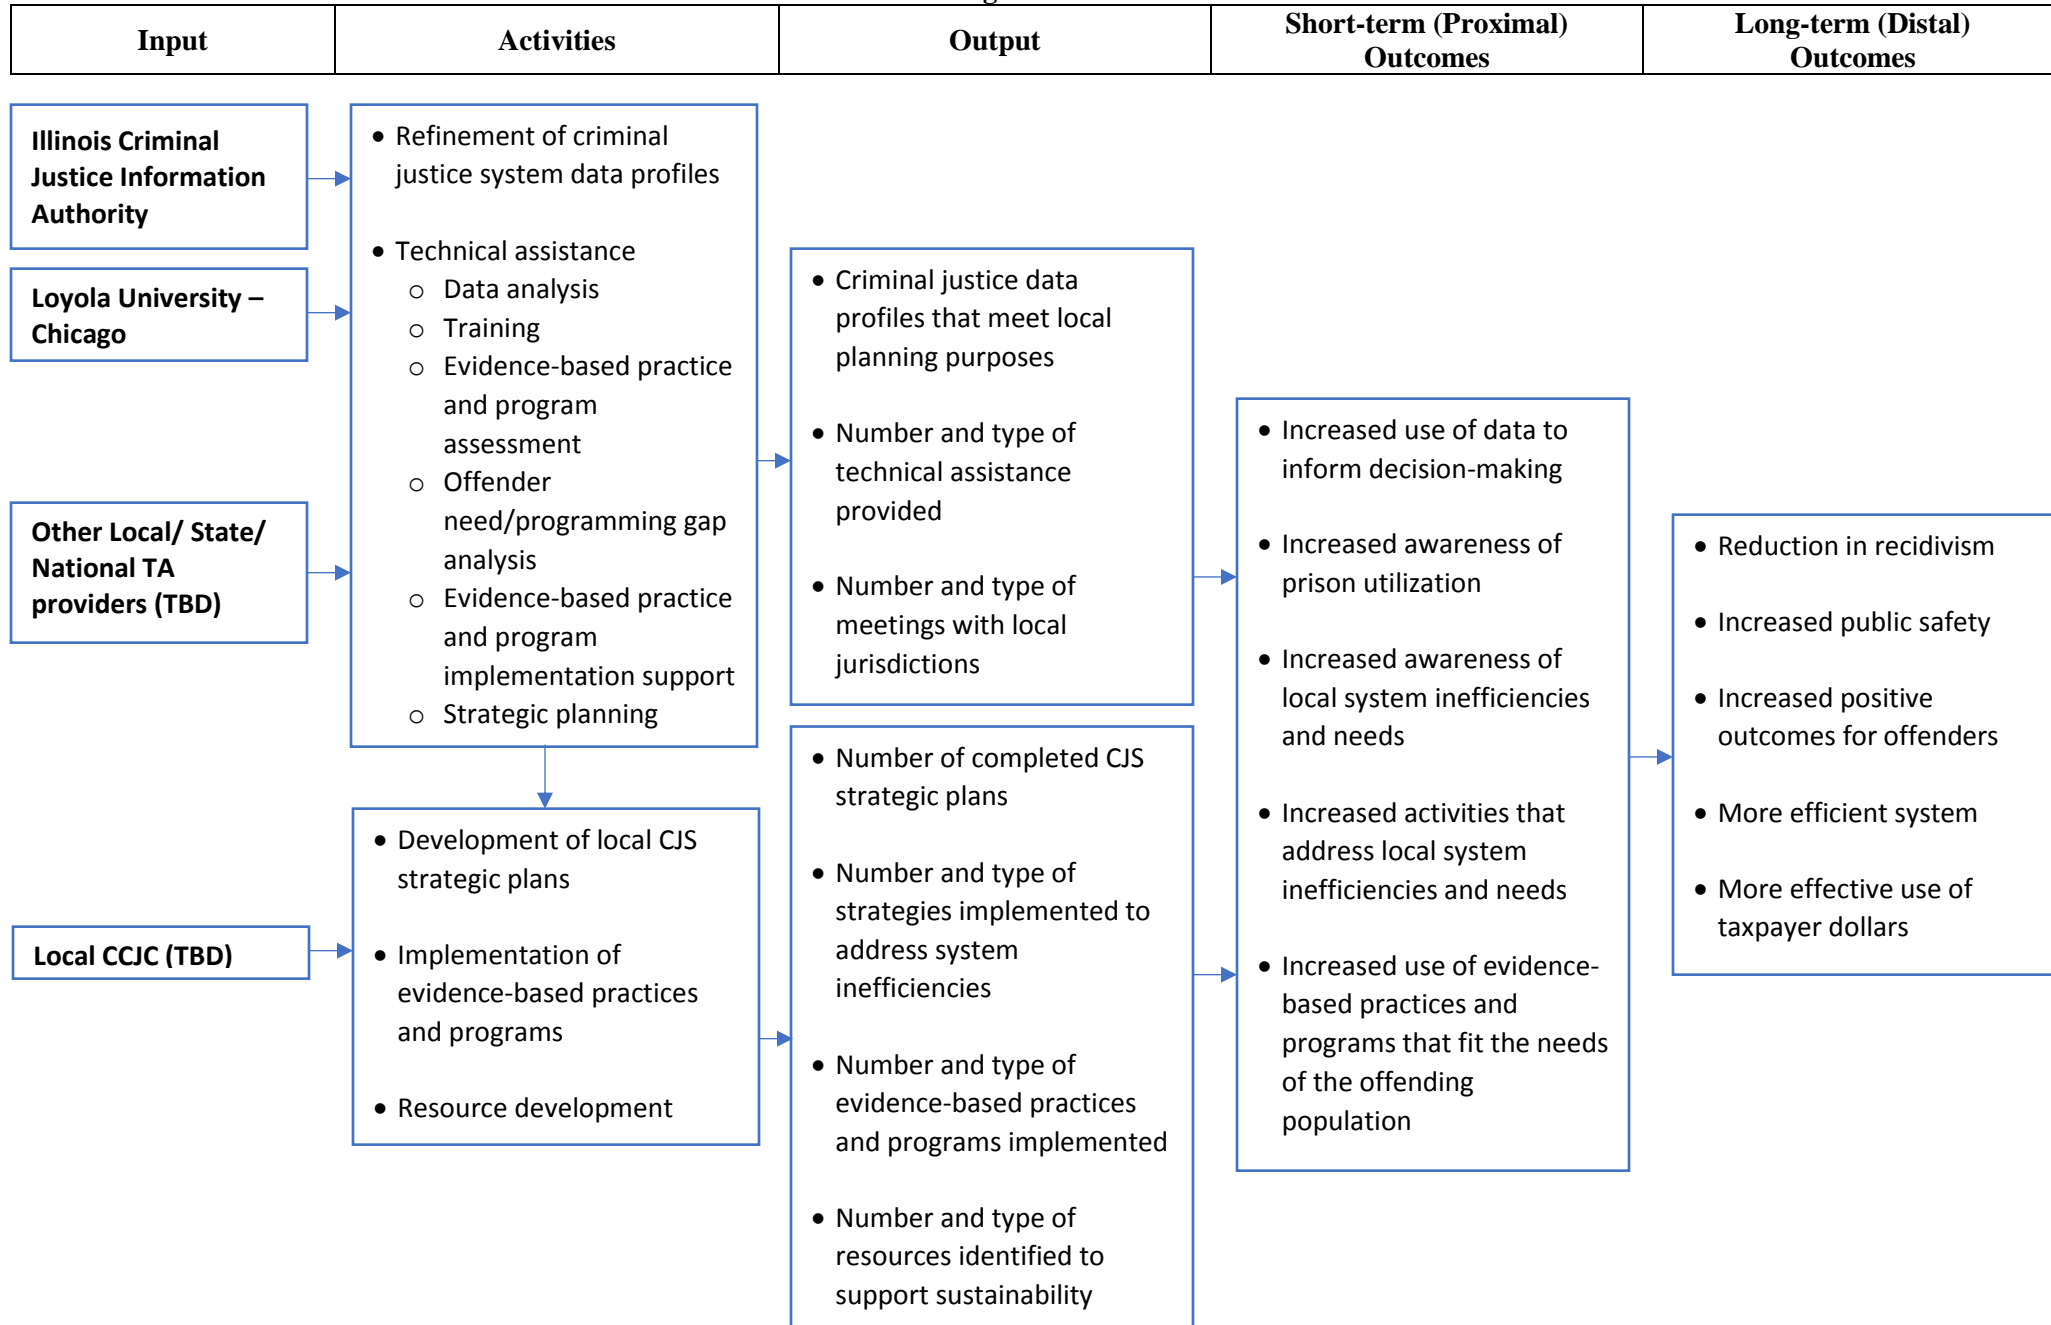 Input
Activities
Output
Short-term (Proximal)
Outcomes
Long-term (Distal)
Outcomes
Illinois Criminal
Justice Information
Authority
Loyola University –
Chicago
Other Local/ State/
National TA
providers (TBD)
Local CCJC (TBD)
• Refinement of criminal
justice system data profiles
• Technical assistance
o Data analysis
o Training
o Evidence-based practice
and program
assessment
o Offender
need/programming gap
analysis
o Evidence-based practice
and program
implementation support
o Strategic planning
• Development of local CJS
strategic plans
• Implementation of
evidence-based practices
and programs
• Resource development
• Criminal justice data
profiles that meet local
planning purposes
• Number and type of
technical assistance
provided
• Number and type of
meetings with local
jurisdictions
• Number of completed CJS
strategic plans
• Number and type of
strategies implemented to
address system
inefficiencies
• Number and type of
evidence-based practices
and programs implemented
• Number and type of
resources identified to
support sustainability
• Increased use of data to
inform decision-making
• Increased awareness of
prison utilization
• Increased awareness of
local system inefficiencies
and needs
• Increased activities that
address local system
inefficiencies and needs
• Increased use of evidence-
based practices and
programs that fit the needs
of the offending
population
• Reduction in recidivism
• Increased public safety
• Increased positive
outcomes for offenders
• More efficient system
• More effective use of
taxpayer dollars